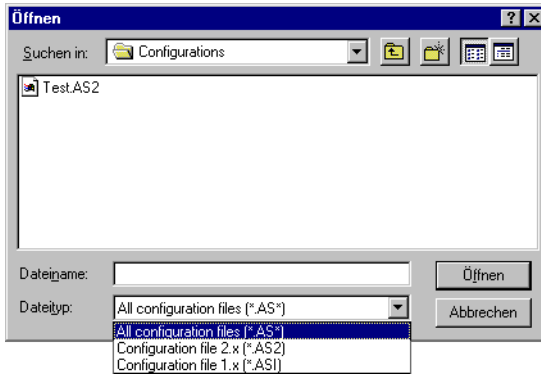 Öffnen
Suchen in: Configurations
Test.AS2
Dateiname:
Öffnen
Dateityp: All configuration files (*.AS*)
Abbrechen
All configuration files (*.AS*)
Configuration file 2.x (*.AS2)
Configuration file 1.x (*.ASI)